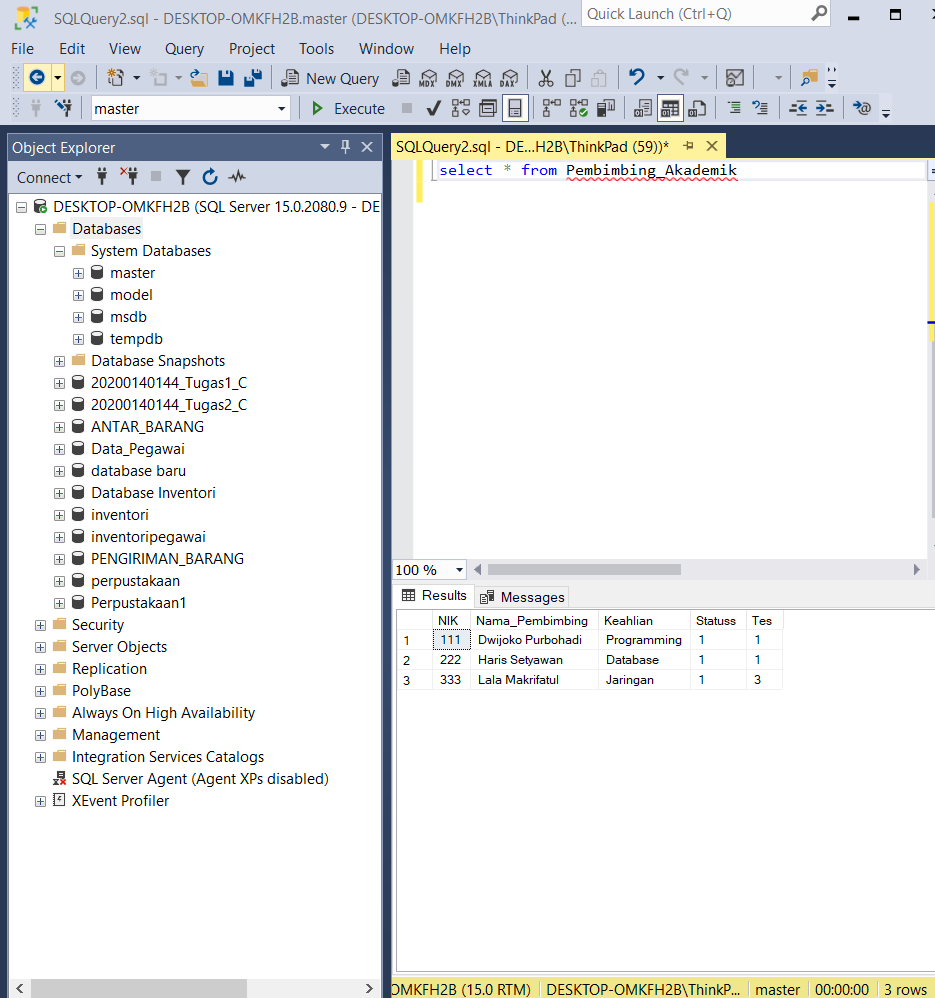 SQLQuery2.sql - DESKTOP-OMKFH2B.master (DESKTOP-OMKFH2B\ThinkPad (...
Quick Launch (Ctrl+Q)
File Edit View Query Project Tools Window Help
New Query MDX DMX XMLA DAX
master Execute
Object Explorer
Connect
DESKTOP-OMKFH2B (SQL Server 15.0.2080.9 - DE
Databases
System Databases
master
model
msdb
tempdb
Database Snapshots
20200140144_Tugas1_C
20200140144_Tugas2_C
ANTAR_BARANG
Data_Pegawai
database baru
Database Inventori
inventori
inventoripegawai
PENGIRIMAN_BARANG
perpustakaan
Perpustakaan1
Security
Server Objects
Replication
PolyBase
Always On High Availability
Management
Integration Services Catalogs
SQL Server Agent (Agent XPs disabled)
XEvent Profiler
SQLQuery2.sql - DE...H2B\ThinkPad (59))*
select * from Pembimbing_Akademik
100 %
Results Messages
NIK Nama_Pembimbing Keahlian Statuss Tes
1 111 Dwijoko Purbohadi Programming 1 1
2 222 Haris Setyawan Database 1 1
3 333 Lala Makrifatul Jaringan 1 3
OMKFH2B (15.0 RTM) DESKTOP-OMKFH2B\ThinkP... master 00:00:00 3 rows